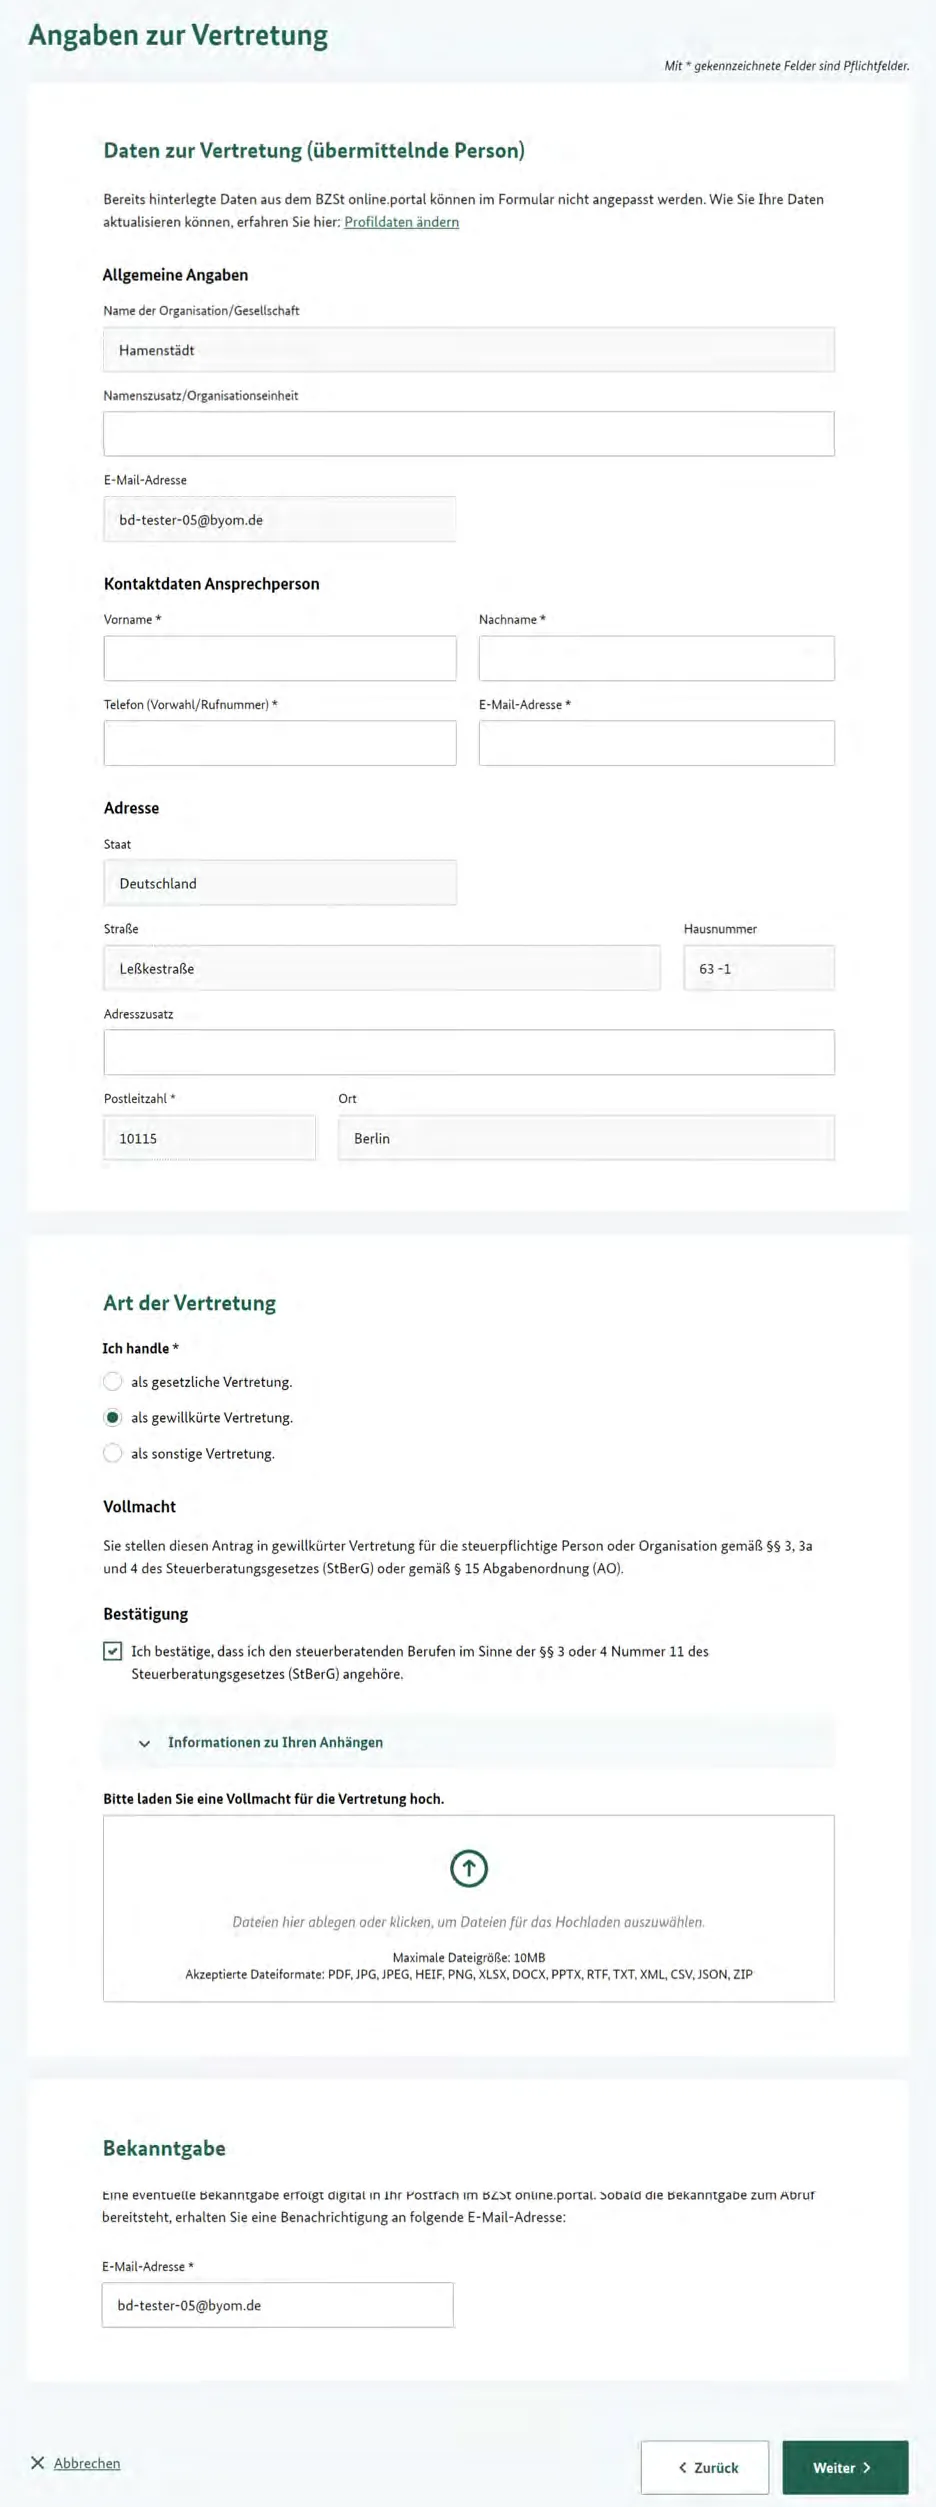 Angaben zur Vertretung
Mit * gekennzeichnete Felder sind Pflichtfelder.
Daten zur Vertretung (übermittelnde Person)
Bereits hinterlegte Daten aus dem BZSt online.portal können im Formular nicht angepasst werden. Wie Sie Ihre Daten
aktualisieren können, erfahren Sie hier: Profildaten ändern
Allgemeine Angaben
Name der Organisation/Gesellschaft
Hamenstädt
Namenszusatz/Organisationseinheit
E-Mail-Adresse
bd-tester-05@byom.de
Kontaktdaten Ansprechperson
Vorname * Nachname *
Telefon (Vorwahl/Rufnummer) * E-Mail-Adresse *
Adresse
Staat
Deutschland
Straße Hausnummer
Leßkestraße 63 -1
Adresszusatz
Postleitzahl * Ort
10115 Berlin
Art der Vertretung
Ich handle *
als gesetzliche Vertretung.
als gewillkürte Vertretung.
als sonstige Vertretung.
Vollmacht
Sie stellen diesen Antrag in gewillkürter Vertretung für die steuerpflichtige Person oder Organisation gemäß §§ 3, 3a
und 4 des Steuerberatungsgesetzes (StBerG) oder gemäß § 15 Abgabenordnung (AO).
Bestätigung
Ich bestätige, dass ich den steuerberatenden Berufen im Sinne der §§ 3 oder 4 Nummer 11 des
Steuerberatungsgesetzes (StBerG) angehöre.
Informationen zu Ihren Anhängen
Bitte laden Sie eine Vollmacht für die Vertretung hoch.
Dateien hier ablegen oder klicken, um Dateien für das Hochladen auszuwählen.
Maximale Dateigröße: 10MB
Akzeptierte Dateiformate: PDF, JPG, JPEG, HEIF, PNG, XLSX, DOCX, PPTX, RTF, TXT, XML, CSV, JSON, ZIP
Bekanntgabe
Eine eventuelle Bekanntgabe erfolgt digital in Ihr Postfach im BZSt online.portal. Sobald die Bekanntgabe zum Abruf
bereitsteht, erhalten Sie eine Benachrichtigung an folgende E-Mail-Adresse:
E-Mail-Adresse *
bd-tester-05@byom.de
Abbrechen Zurück Weiter